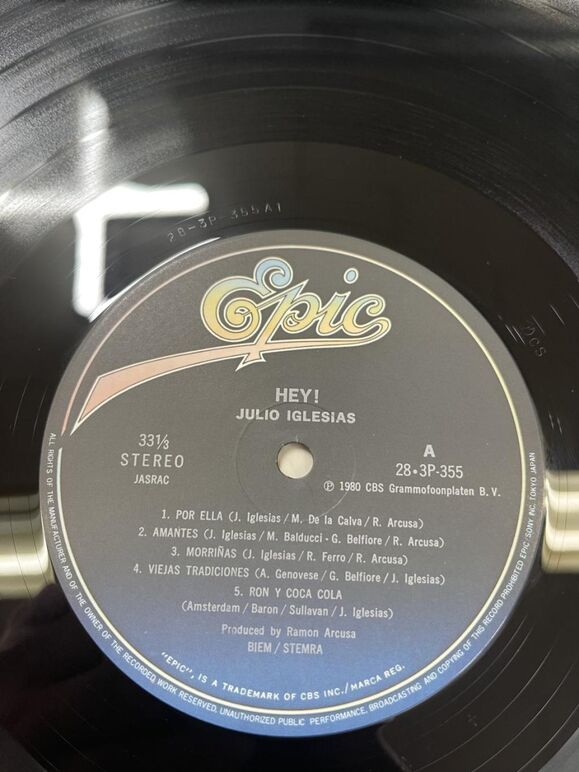 28-3P-355A1
Epic
HEY!
JULIO IGLESIAS
33⅓
STEREO
JASRAC
A
28・3P-355
Ⓟ 1980 CBS Grammofoonplaten B. V.
1. POR ELLA (J. Iglesias / M. De la Calva / R. Arcusa)
2. AMANTES (J. Iglesias / M. Balducci - G. Belfiore / R. Arcusa)
3. MORRIÑAS (J. Iglesias / R. Ferro / R. Arcusa)
4. VIEJAS TRADICIONES (A. Genovese / G. Belfiore / J. Iglesias)
5. RON Y COCA COLA
(Amsterdam / Baron / Sullavan / J. Iglesias)
Produced by Ramon Arcusa
BIEM / STEMRA
"EPIC", IS A TRADEMARK OF CBS INC./MARCA REG.
ALL RIGHTS OF THE MANUFACTURER AND OF THE OWNER OF THE RECORDED WORK RESERVED. UNAUTHORIZED PUBLIC PERFORMANCE, BROADCASTING AND COPYING OF THIS RECORD PROHIBITED EPIC/SONY INC. TOKYO JAPAN